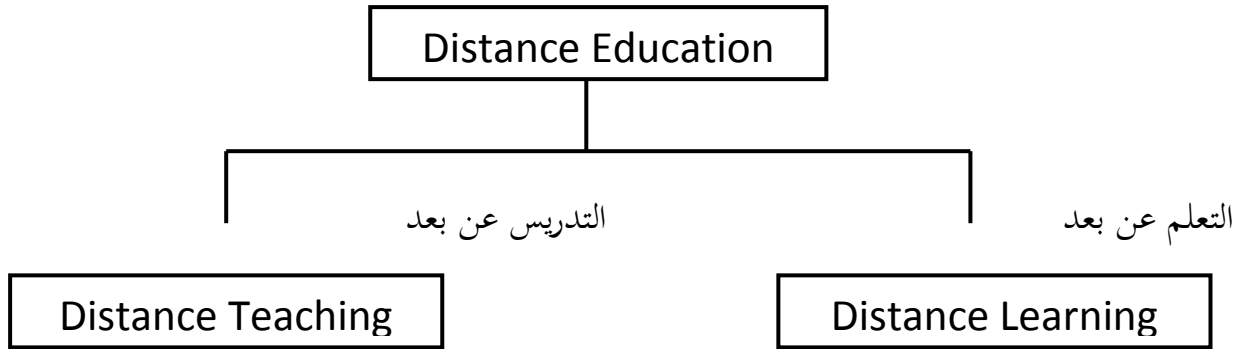 Distance Education
التعلم عن بعد
التدريس عن بعد
Distance Teaching
Distance Learning